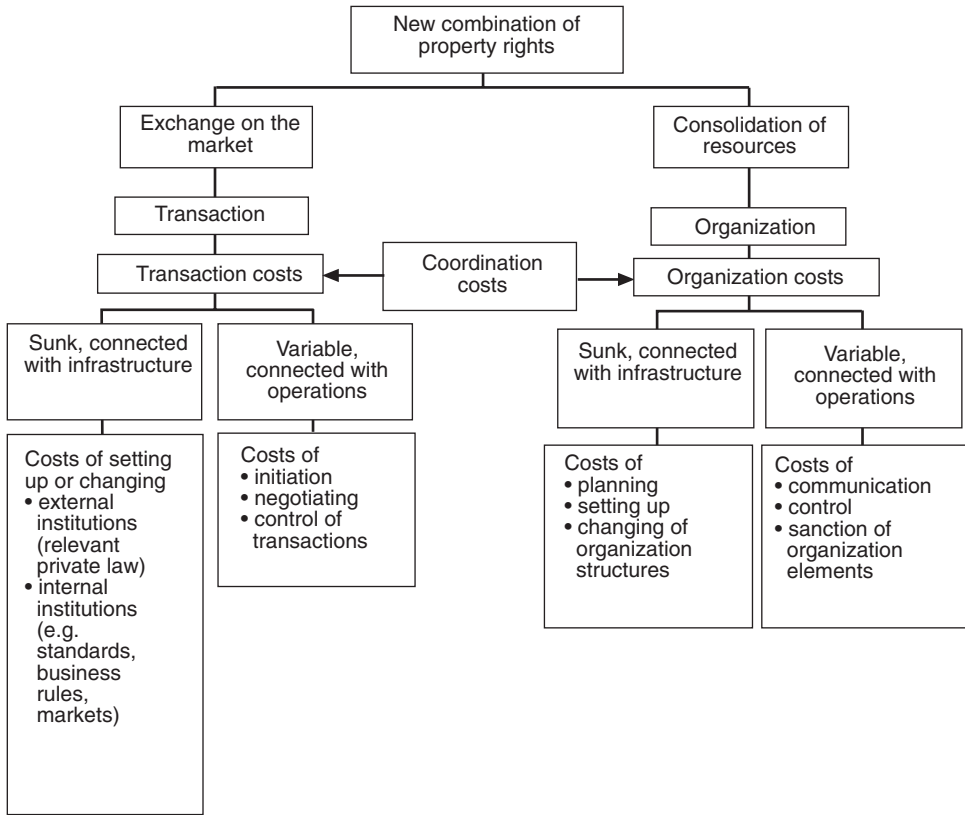 New combination of
property rights
Exchange on the
market
Consolidation of
resources
Transaction
Organization
Transaction costs
Coordination
costs
Organization costs
Sunk, connected
with infrastructure
Variable,
connected with
operations
Sunk, connected
with infrastructure
Variable,
connected with
operations
Costs of setting
up or changing
• external
institutions
(relevant
private law)
• internal
institutions
(e.g.
standards,
business
rules,
markets)
Costs of
• initiation
• negotiating
• control of
transactions
Costs of
• planning
• setting up
• changing of
organization
structures
Costs of
• communication
• control
• sanction of
organization
elements